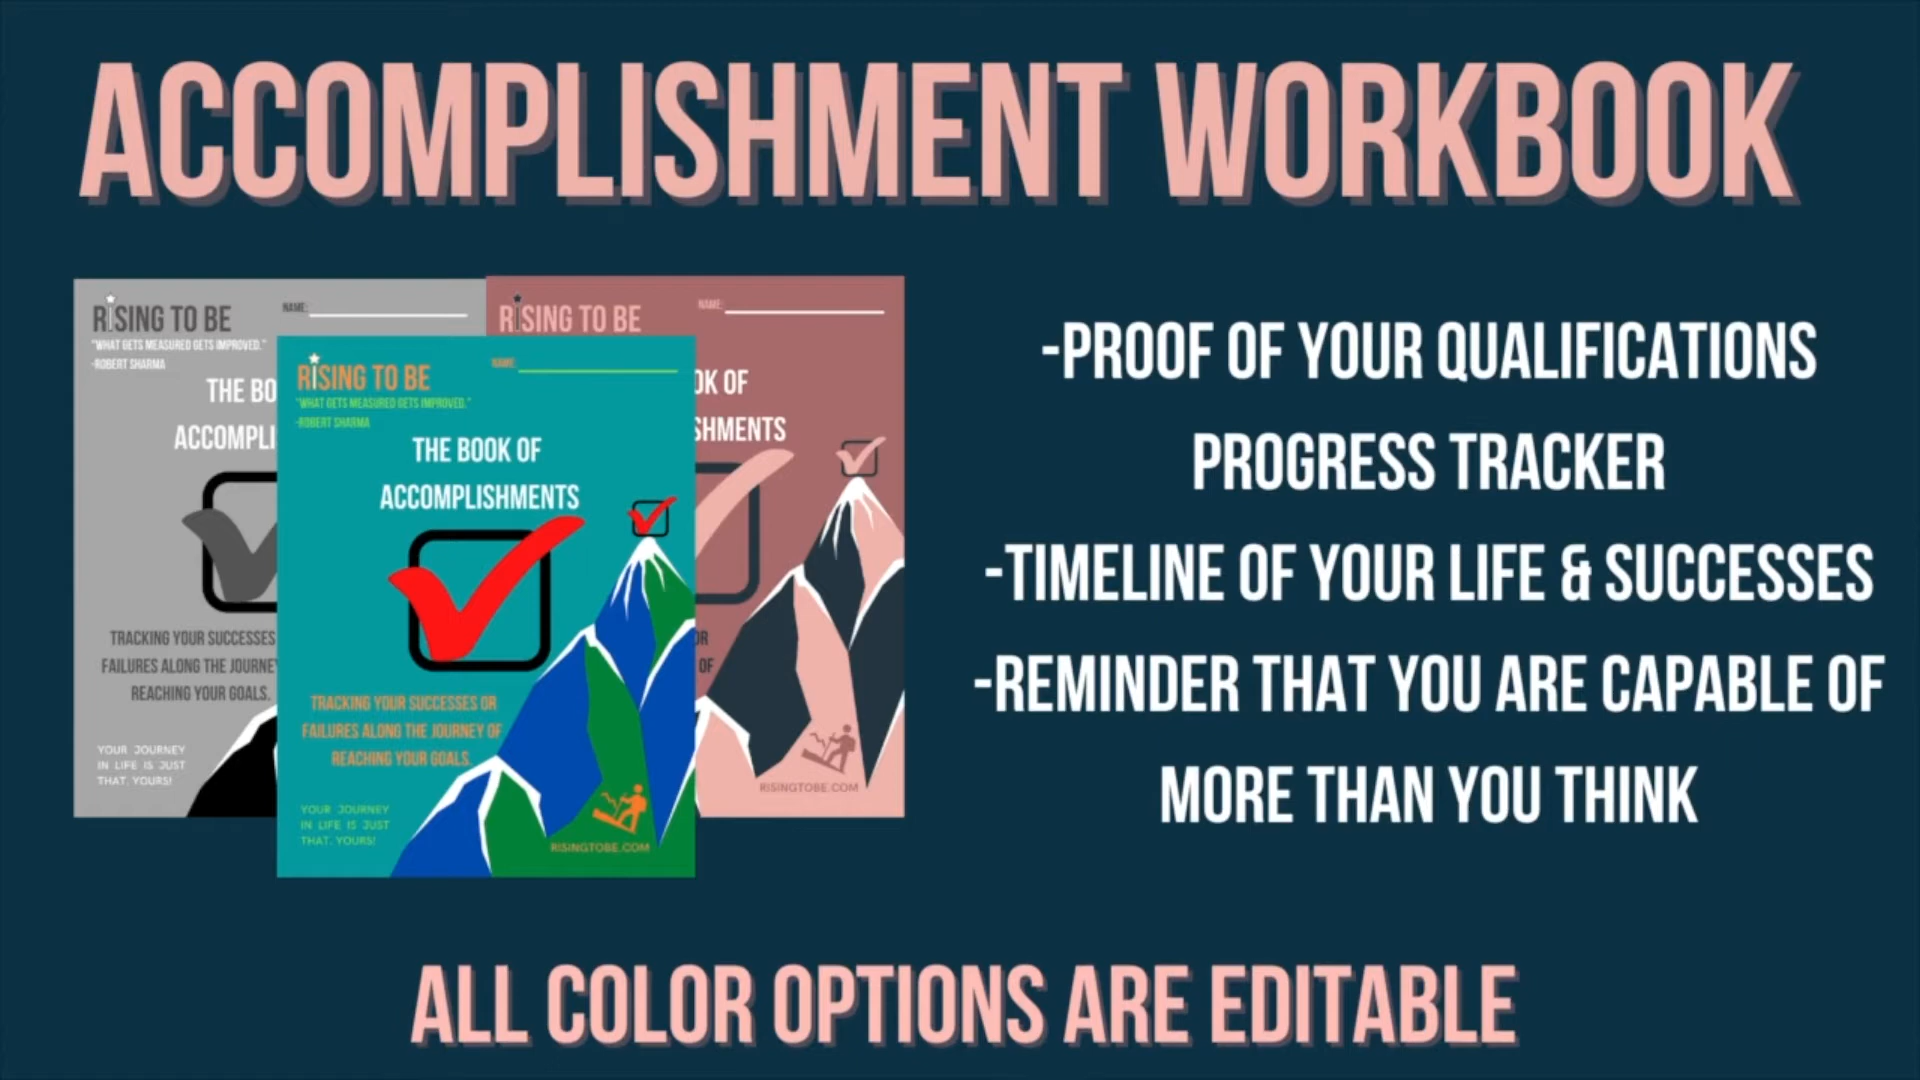 ACCOMPLISHMENT WORKBOOK
RISING TO BE
NAME:
"WHAT GETS MEASURED GETS IMPROVED."
-ROBERT SHARMA
THE BO
ACCOMPLI
TRACKING YOUR SUCCESSES
FAILURES ALONG THE JOURNEY
REACHING YOUR GOALS.
YOUR JOURNEY
IN LIFE IS JUST
THAT, YOURS!
RISING TO BE
NAME:
"WHAT GETS MEASURED GETS IMPROVED."
-ROBERT SHARMA
THE BOOK OF
ACCOMPLISHMENTS
TRACKING YOUR SUCCESSES OR
FAILURES ALONG THE JOURNEY OF
REACHING YOUR GOALS.
YOUR JOURNEY
IN LIFE IS JUST
THAT, YOURS!
RISINGTOBE.COM
RISING TO BE
NAME:
OK OF
SHMENTS
OR
OF
RISINGTOBE.COM
-PROOF OF YOUR QUALIFICATIONS
PROGRESS TRACKER
-TIMELINE OF YOUR LIFE & SUCCESSES
-REMINDER THAT YOU ARE CAPABLE OF
MORE THAN YOU THINK
ALL COLOR OPTIONS ARE EDITABLE